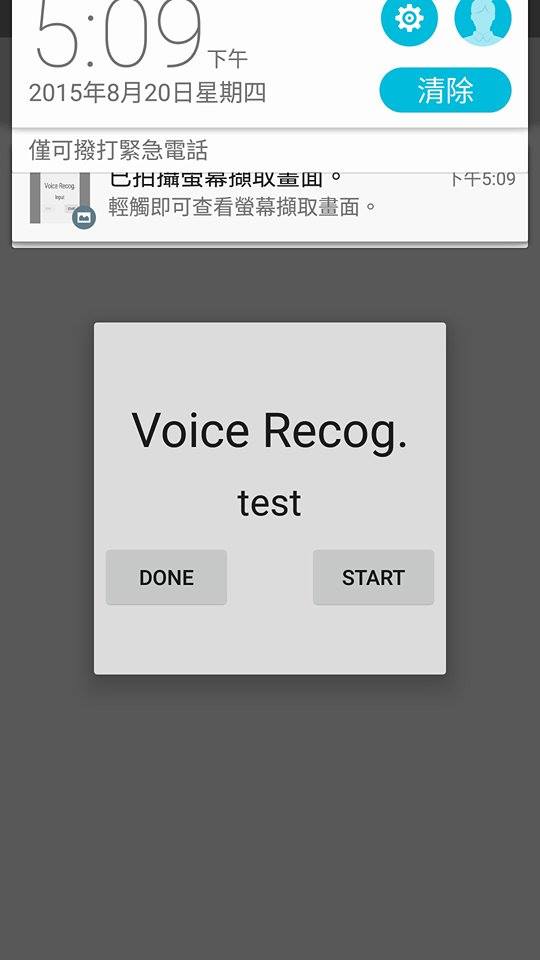 5:09 下午
2015年8月20日星期四
清除
僅可撥打緊急電話
已拍攝螢幕擷取畫面。
下午5:09
輕觸即可查看螢幕擷取畫面。
Voice Recog.
Input
Voice Recog.
test
DONE
START